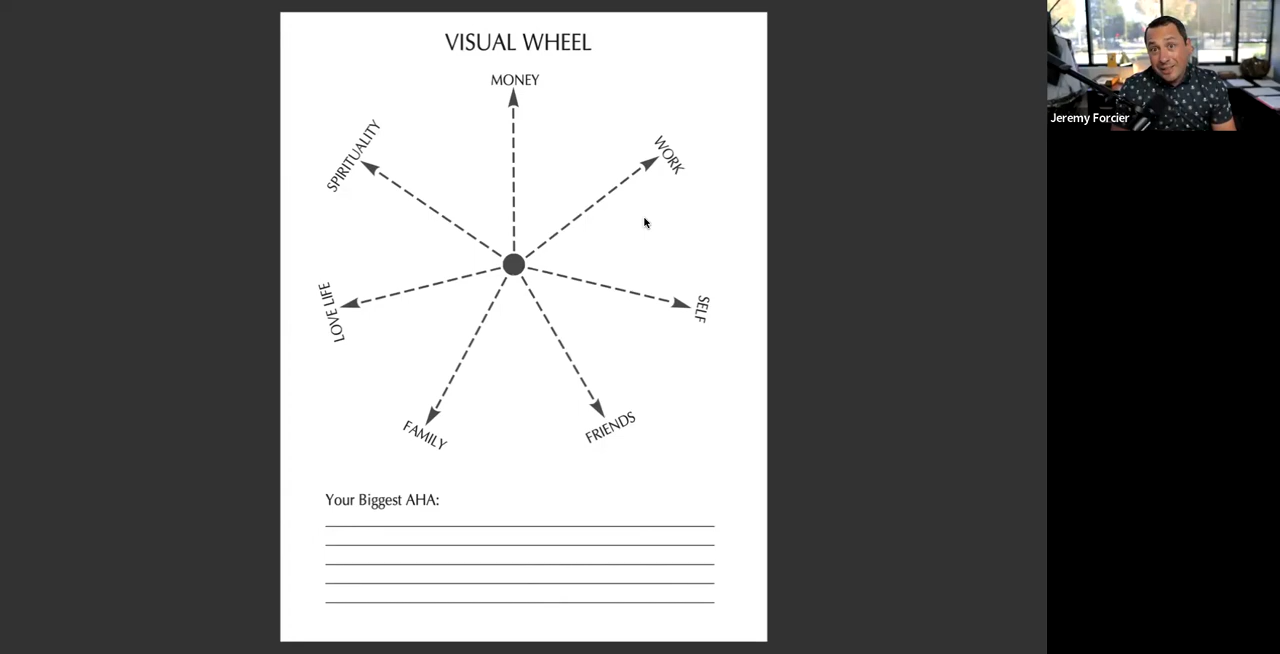 VISUAL WHEEL
MONEY
SPIRITUALITY
WORK
LOVE LIFE
SELF
FAMILY
FRIENDS
Your Biggest AHA:
Jeremy Forcier